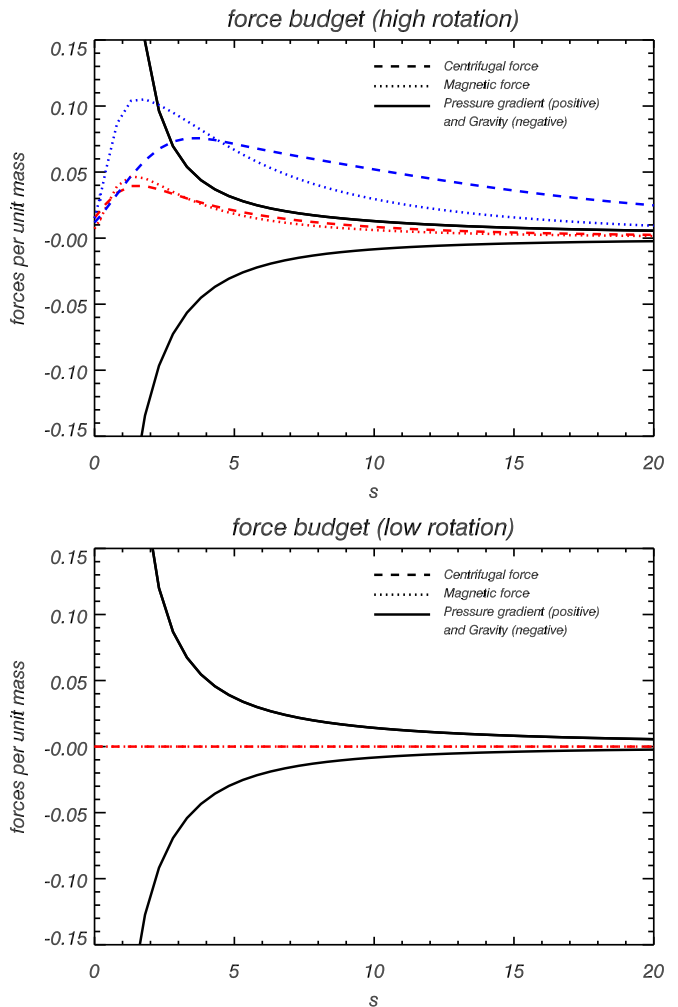 force budget (high rotation)
0.15
0.10
0.05
-0.00
-0.05
-0.10
-0.15
forces per unit mass
Centrifugal force
Magnetic force
Pressure gradient (positive)
and Gravity (negative)
0 5 10 15 20
s
force budget (low rotation)
0.15
0.10
0.05
-0.00
-0.05
-0.10
-0.15
forces per unit mass
Centrifugal force
Magnetic force
Pressure gradient (positive)
and Gravity (negative)
0 5 10 15 20
s